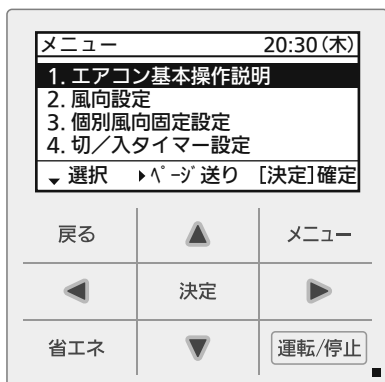 メニュー 20:30(木)
1. エアコン基本操作説明
2. 風向設定
3. 個別風向固定設定
4. 切／入タイマー設定
選択 ﾍﾟｰｼﾞ送り [決定]確定
戻る メニュー
決定
省エネ 運転/停止